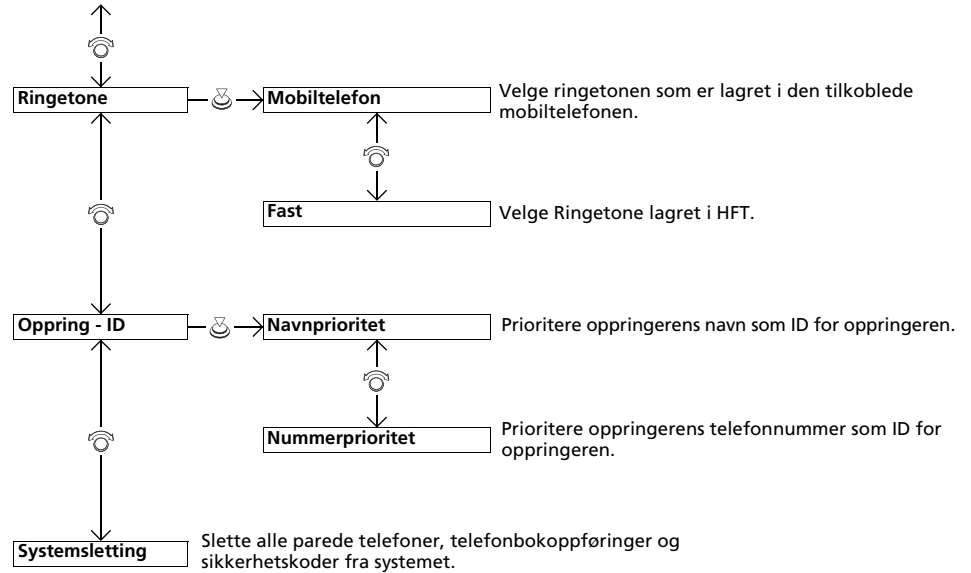 Ringetone
Mobiltelefon
Velge ringetonen som er lagret i den tilkoblede
mobiltelefonen.
Fast
Velge Ringetone lagret i HFT.
Oppring - ID
Navnprioritet
Prioritere oppringerens navn som ID for oppringeren.
Nummerprioritet
Prioritere oppringerens telefonnummer som ID for
oppringeren.
Systemsletting
Slette alle parede telefoner, telefonbokoppføringer og
sikkerhetskoder fra systemet.